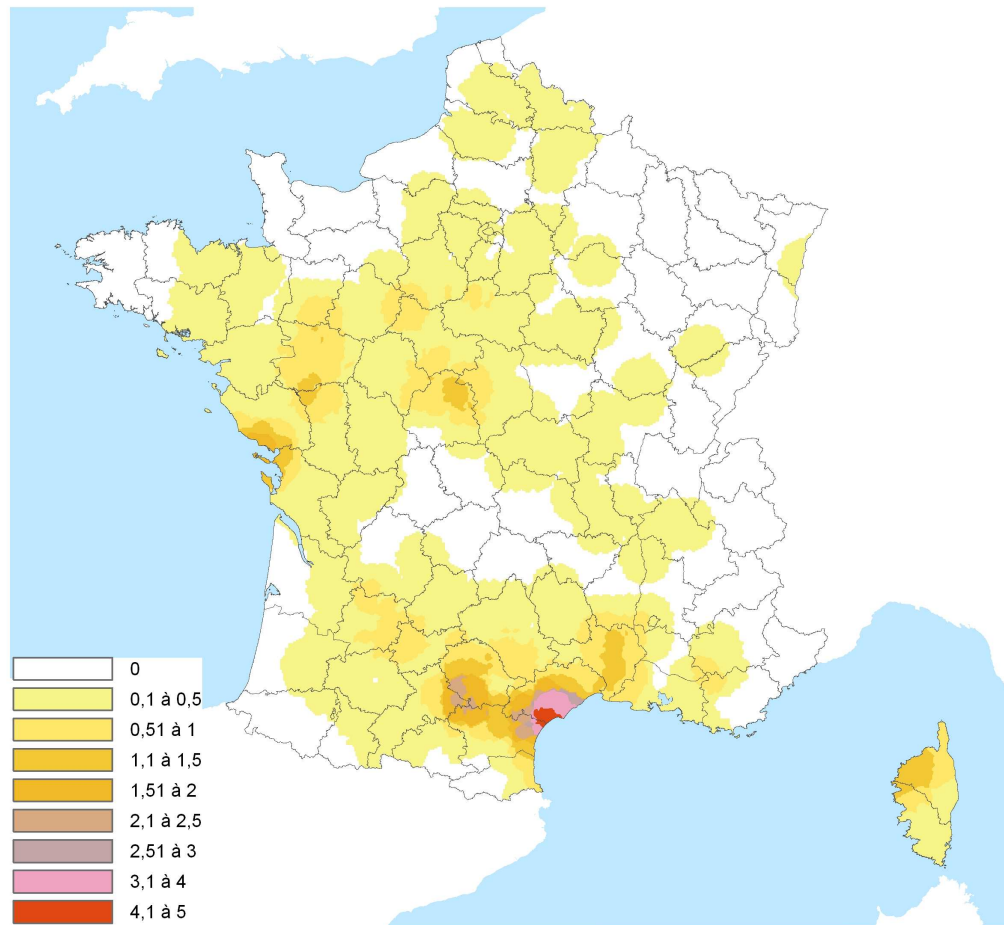 0
0,1 à 0,5
0,51 à 1
1,1 à 1,5
1,51 à 2
2,1 à 2,5
2,51 à 3
3,1 à 4
4,1 à 5